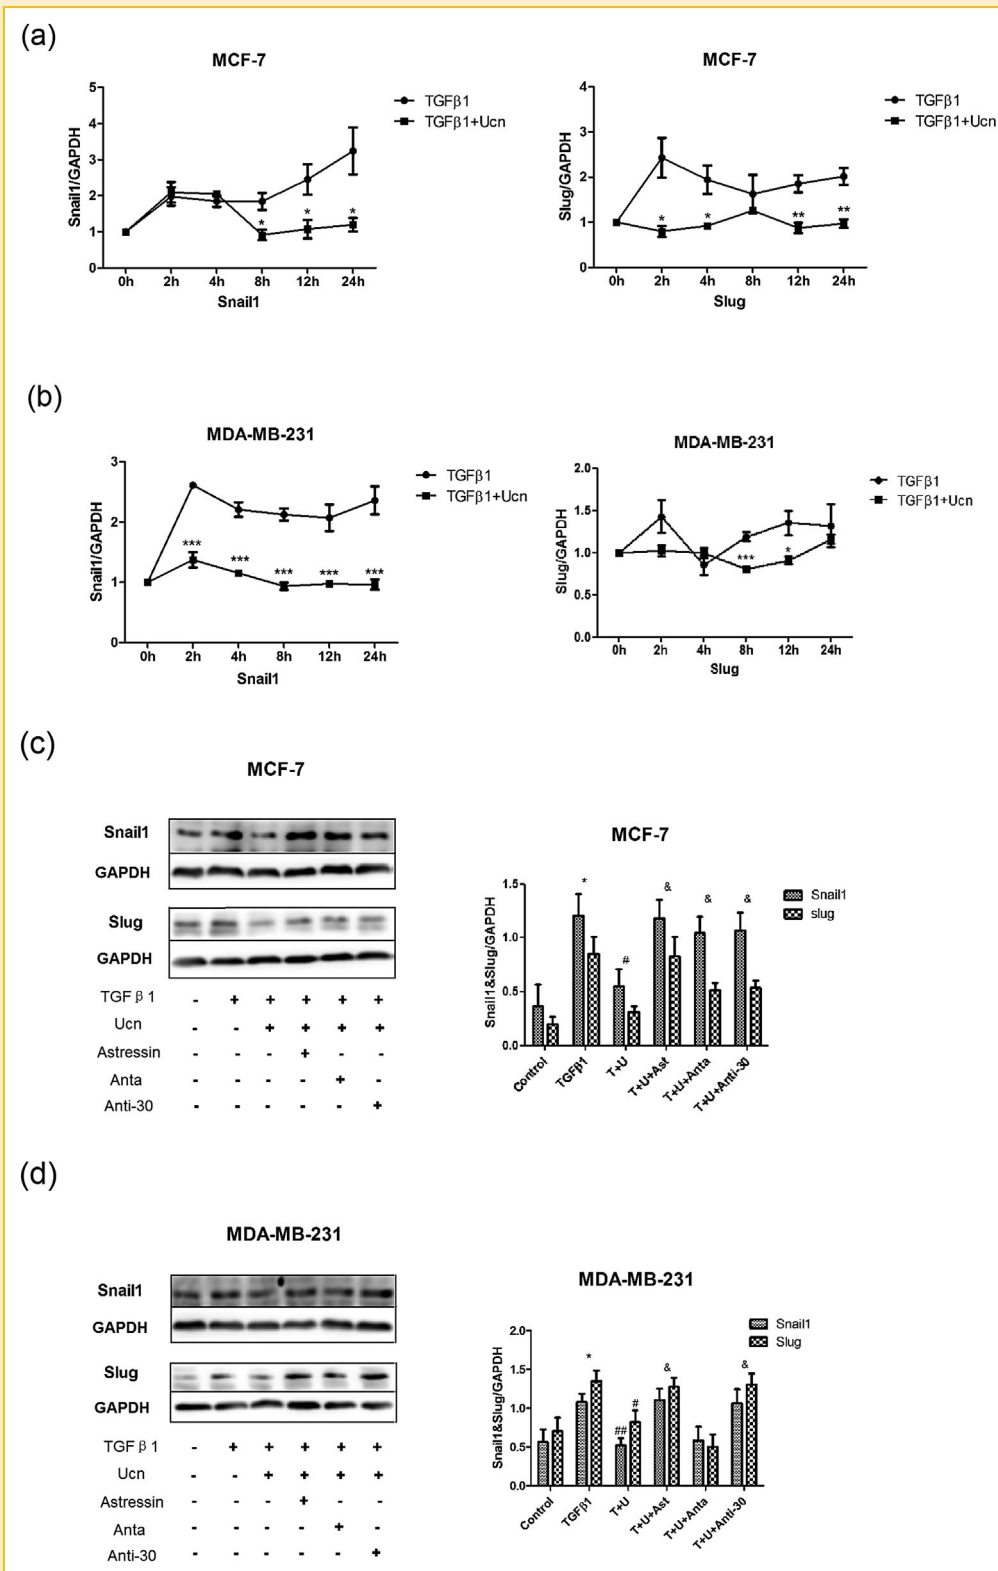 (a)
MCF-7
Snail1/GAPDH
5
4
3
2
1
0
* * *
0h 2h 4h 8h 12h 24h
Snail1
TGFβ1
TGFβ1+Ucn
MCF-7
Slug/GAPDH
4
3
2
1
0
* * ** **
0h 2h 4h 8h 12h 24h
Slug
TGFβ1
TGFβ1+Ucn
(b)
MDA-MB-231
Snail1/GAPDH
3
2
1
0
*** *** *** *** ***
0h 2h 4h 8h 12h 24h
Snail1
TGFβ1
TGFβ1+Ucn
MDA-MB-231
Slug/GAPDH
2.0
1.5
1.0
0.5
0.0
*** *
0h 2h 4h 8h 12h 24h
Slug
TGFβ1
TGFβ1+Ucn
(c)
MCF-7
Snail1
GAPDH
Slug
GAPDH
TGFβ1 - + + + + +
Ucn - - + + + +
Astressin - - - + - -
Anta - - - - + -
Anti-30 - - - - - +
MCF-7
Snail1&Slug/GAPDH
1.5
1.0
0.5
0.0
* # & & &
Control TGFβ1 T+U T+U+Ast T+U+Anta T+U+Anti-30
Snail1
slug
(d)
MDA-MB-231
Snail1
GAPDH
Slug
GAPDH
TGFβ1 - + + + + +
Ucn - - + + + +
Astressin - - - + - -
Anta - - - - + -
Anti-30 - - - - - +
MDA-MB-231
Snail1&Slug/GAPDH
2.0
1.5
1.0
0.5
0.0
* ## # & &
Control TGFβ1 T+U T+U+Ast T+U+Anta T+U+Anti-30
Snail1
Slug